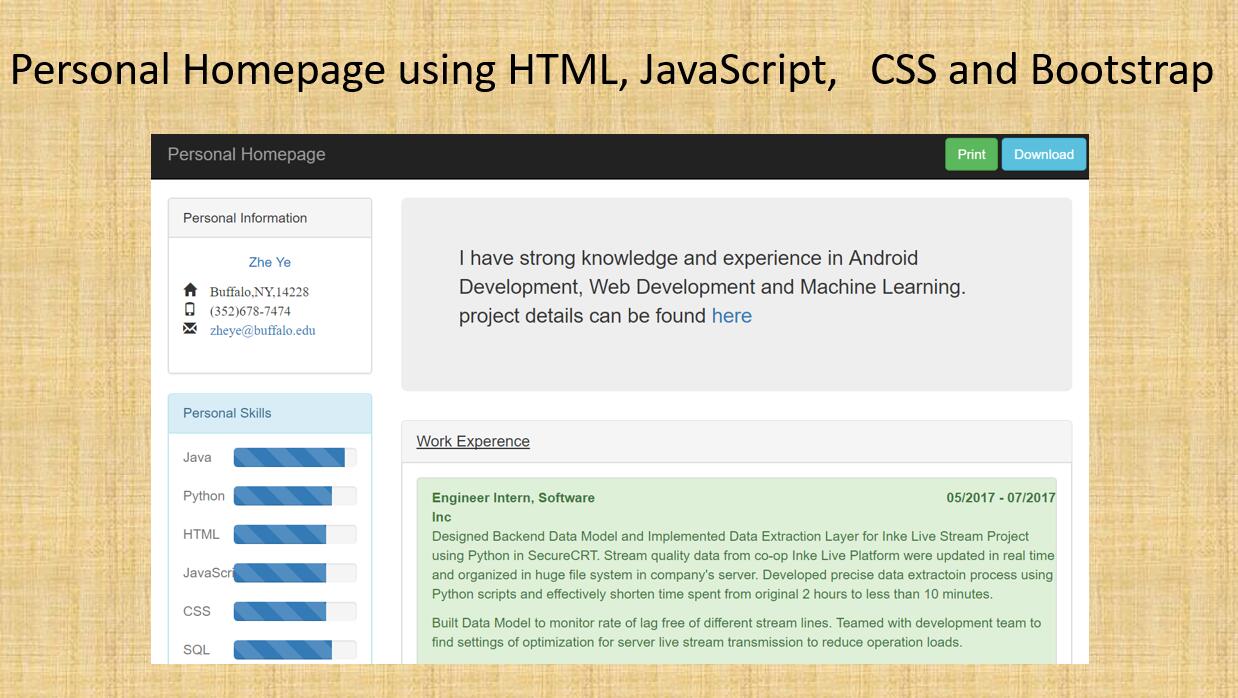 Personal Homepage using HTML, JavaScript,   CSS and Bootstrap
Personal Homepage
Print
Download
Personal Information
Zhe Ye
Buffalo,NY,14228
(352)678-7474
zheye@buffalo.edu
Personal Skills
Java
Python
HTML
JavaScri
CSS
SQL
I have strong knowledge and experience in Android
Development, Web Development and Machine Learning.
project details can be found here
Work Experence
Engineer Intern, Software 05/2017 - 07/2017
Inc
Designed Backend Data Model and Implemented Data Extraction Layer for Inke Live Stream Project
using Python in SecureCRT. Stream quality data from co-op Inke Live Platform were updated in real time
and organized in huge file system in company's server. Developed precise data extractoin process using
Python scripts and effectively shorten time spent from original 2 hours to less than 10 minutes.
Built Data Model to monitor rate of lag free of different stream lines. Teamed with development team to
find settings of optimization for server live stream transmission to reduce operation loads.